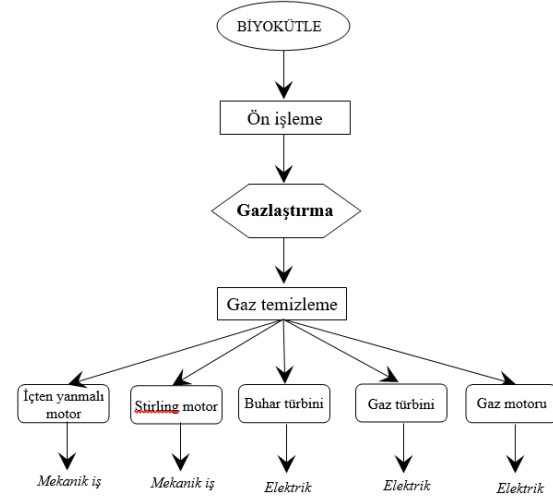 BİYOKÜTLE
Ön işleme
Gazlaştırma
Gaz temizleme
İçten yanmalı
motor
Stirling motor
Buhar türbini
Gaz türbini
Gaz motoru
Mekanik iş
Mekanik iş
Elektrik
Elektrik
Elektrik